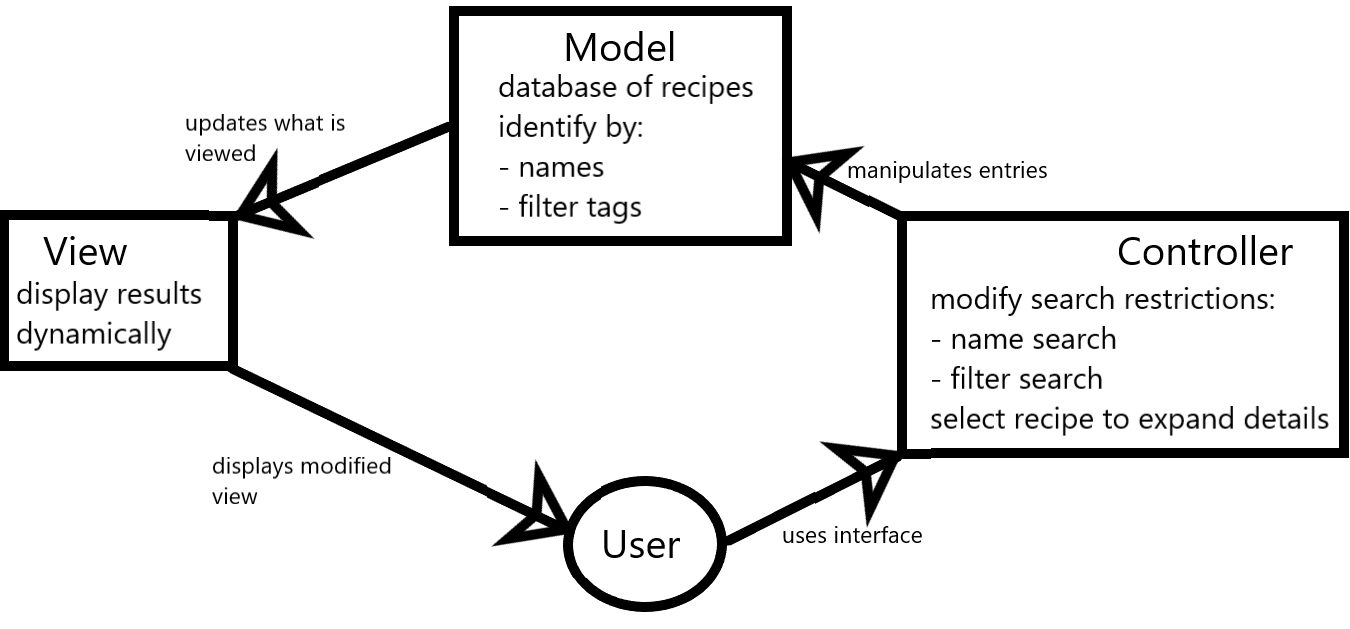 Model
database of recipes
identify by:
- names
- filter tags
updates what is
viewed
manipulates entries
View
display results
dynamically
Controller
modify search restrictions:
- name search
- filter search
select recipe to expand details
displays modified
view
User
uses interface